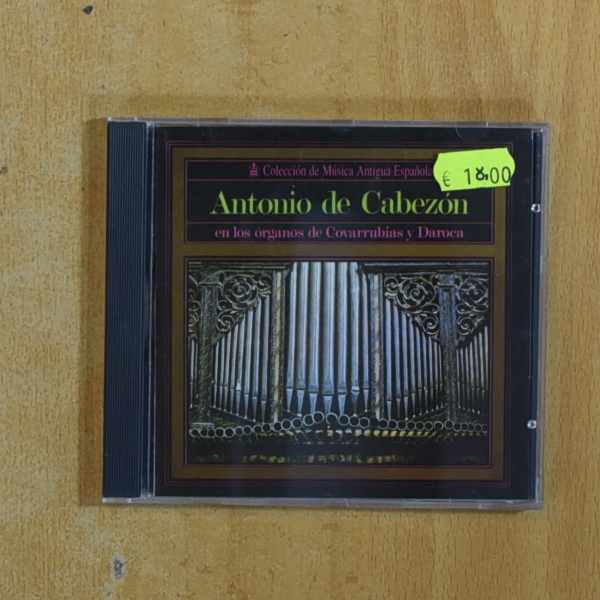 Colección de Música Antigua Española
€ 18,00
Antonio de Cabezón
en los órganos de Covarrubias y Daroca